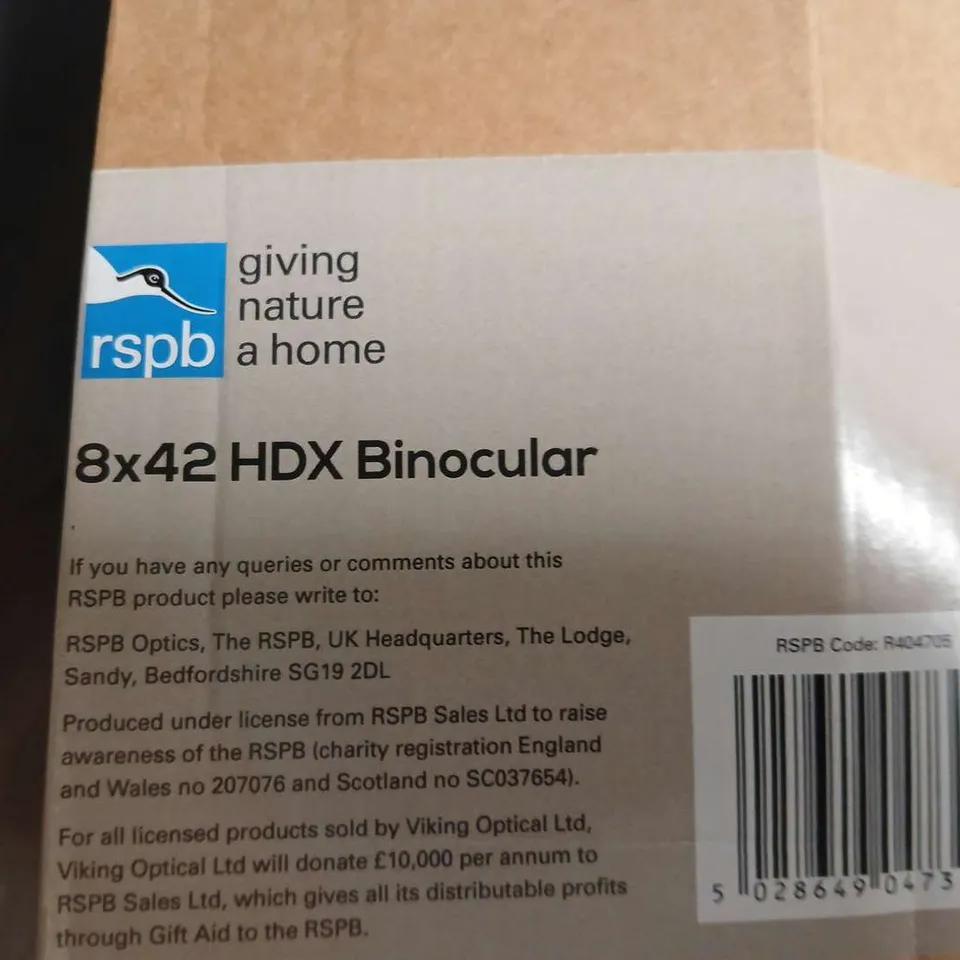 giving
nature
a home
rspb
8x42 HDX Binocular
If you have any queries or comments about this
RSPB product please write to:
RSPB Optics, The RSPB, UK Headquarters, The Lodge,
Sandy, Bedfordshire SG19 2DL
Produced under license from RSPB Sales Ltd to raise
awareness of the RSPB (charity registration England
and Wales no 207076 and Scotland no SC037654).
For all licensed products sold by Viking Optical Ltd,
Viking Optical Ltd will donate £10,000 per annum to
RSPB Sales Ltd, which gives all its distributable profits
through Gift Aid to the RSPB.
RSPB Code: R404705
5 028649 0473